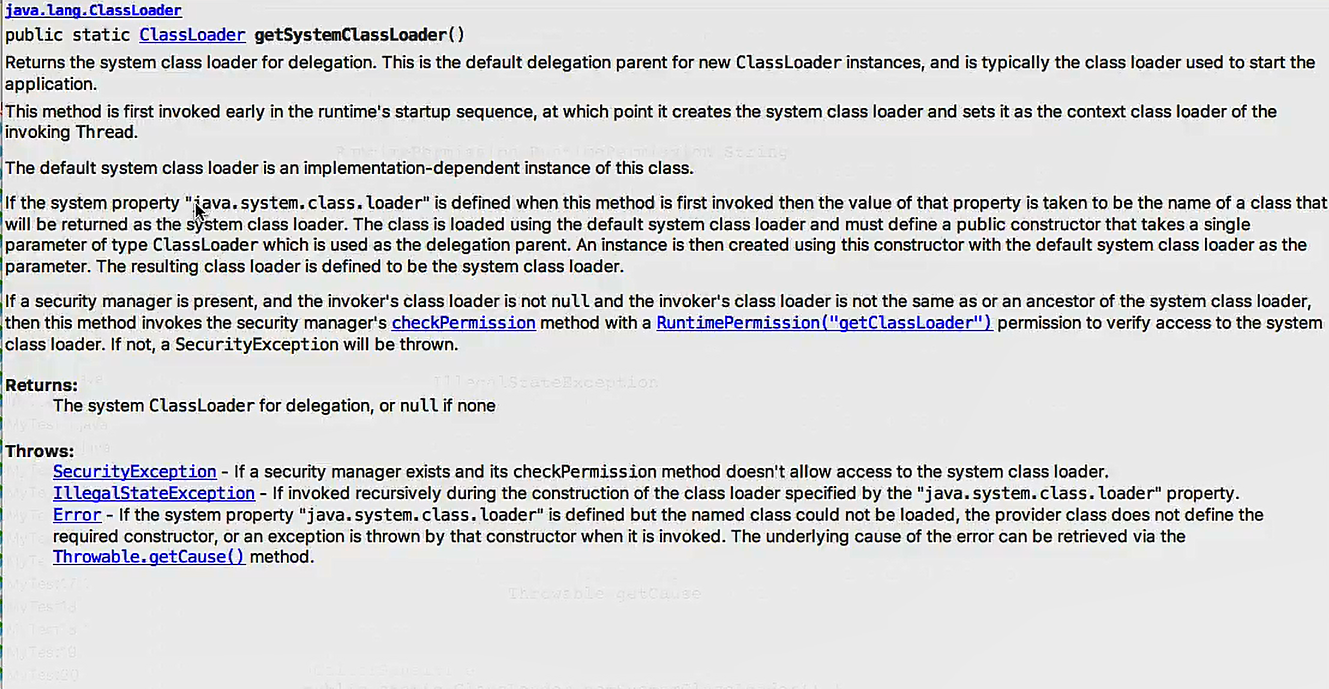 java.lang.ClassLoader
public static ClassLoader getSystemClassLoader()
Returns the system class loader for delegation. This is the default delegation parent for new ClassLoader instances, and is typically the class loader used to start the
application.
This method is first invoked early in the runtime's startup sequence, at which point it creates the system class loader and sets it as the context class loader of the
invoking Thread.
The default system class loader is an implementation-dependent instance of this class.
If the system property "java.system.class.loader" is defined when this method is first invoked then the value of that property is taken to be the name of a class that
will be returned as the system class loader. The class is loaded using the default system class loader and must define a public constructor that takes a single
parameter of type ClassLoader which is used as the delegation parent. An instance is then created using this constructor with the default system class loader as the
parameter. The resulting class loader is defined to be the system class loader.
If a security manager is present, and the invoker's class loader is not null and the invoker's class loader is not the same as or an ancestor of the system class loader,
then this method invokes the security manager's checkPermission method with a RuntimePermission("getClassLoader") permission to verify access to the system
class loader. If not, a SecurityException will be thrown.
Returns:
The system ClassLoader for delegation, or null if none
Throws:
SecurityException - If a security manager exists and its checkPermission method doesn't allow access to the system class loader.
IllegalStateException - If invoked recursively during the construction of the class loader specified by the "java.system.class.loader" property.
Error - If the system property "java.system.class.loader" is defined but the named class could not be loaded, the provider class does not define the
required constructor, or an exception is thrown by that constructor when it is invoked. The underlying cause of the error can be retrieved via the
Throwable.getCause() method.